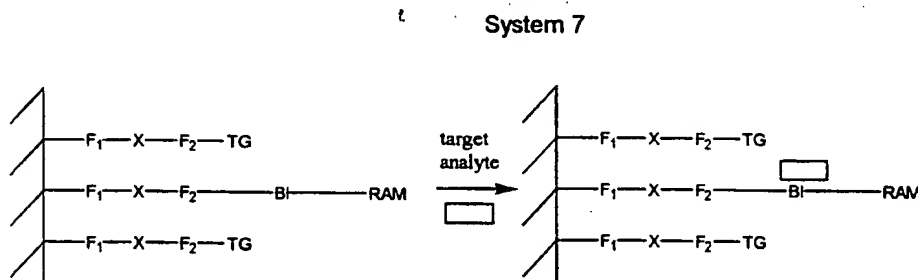 System 7
F₁—X—F₂—TG
F₁—X—F₂—BI—RAM
F₁—X—F₂—TG
target
analyte
F₁—X—F₂—TG
F₁—X—F₂—BI—RAM
F₁—X—F₂—TG